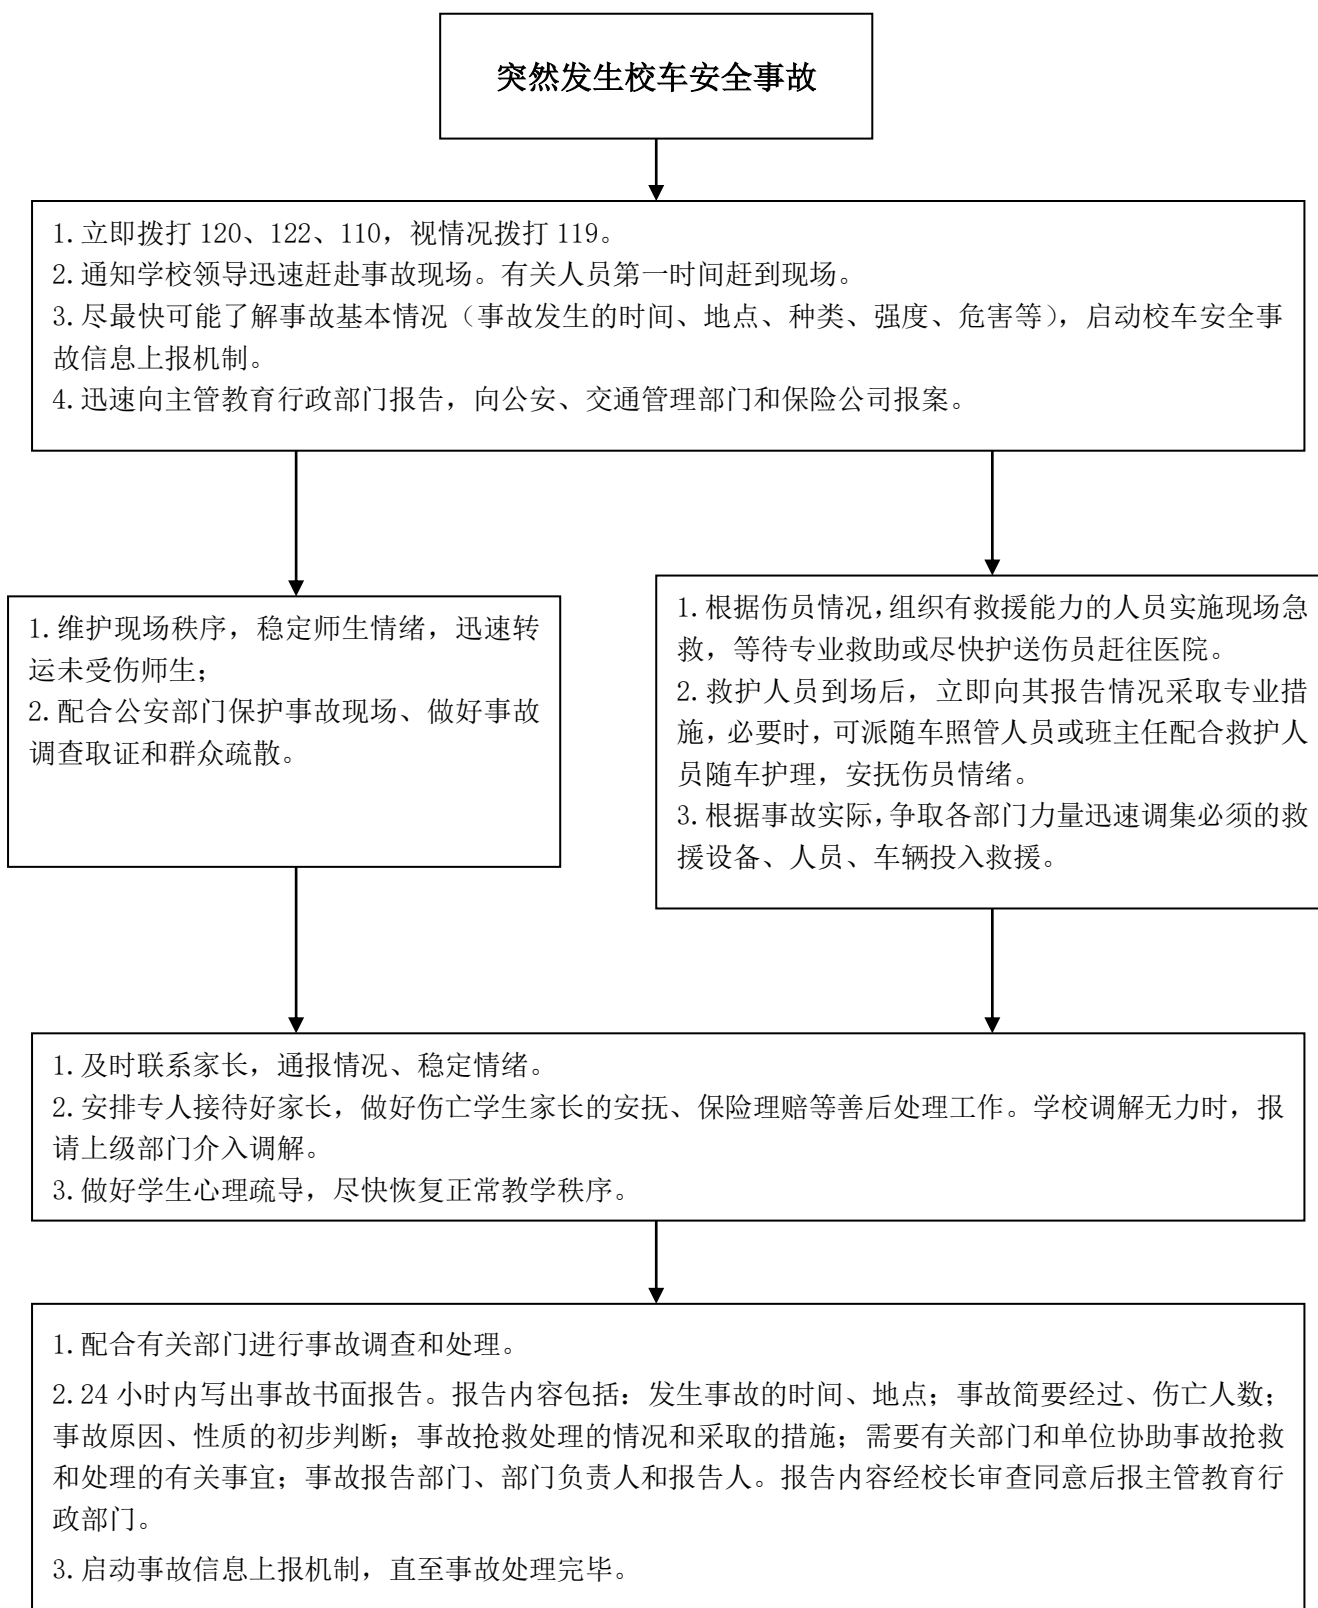 突然发生校车安全事故
1.立即拨打 120、122、110，视情况拨打 119。
2.通知学校领导迅速赶赴事故现场。有关人员第一时间赶到现场。
3.尽最快可能了解事故基本情况（事故发生的时间、地点、种类、强度、危害等），启动校车安全事
故信息上报机制。
4.迅速向主管教育行政部门报告，向公安、交通管理部门和保险公司报案。
1.维护现场秩序，稳定师生情绪，迅速转
运未受伤师生；
2.配合公安部门保护事故现场、做好事故
调查取证和群众疏散。
1.根据伤员情况，组织有救援能力的人员实施现场急
救，等待专业救助或尽快护送伤员赶往医院。
2.救护人员到场后，立即向其报告情况采取专业措
施，必要时，可派随车照管人员或班主任配合救护人
员随车护理，安抚伤员情绪。
3.根据事故实际，争取各部门力量迅速调集必须的救
援设备、人员、车辆投入救援。
1.及时联系家长，通报情况、稳定情绪。
2.安排专人接待好家长，做好伤亡学生家长的安抚、保险理赔等善后处理工作。学校调解无力时，报
请上级部门介入调解。
3.做好学生心理疏导，尽快恢复正常教学秩序。
1.配合有关部门进行事故调查和处理。
2.24 小时内写出事故书面报告。报告内容包括：发生事故的时间、地点；事故简要经过、伤亡人数；
事故原因、性质的初步判断；事故抢救处理的情况和采取的措施；需要有关部门和单位协助事故抢救
和处理的有关事宜；事故报告部门、部门负责人和报告人。报告内容经校长审查同意后报主管教育行
政部门。
3.启动事故信息上报机制，直至事故处理完毕。